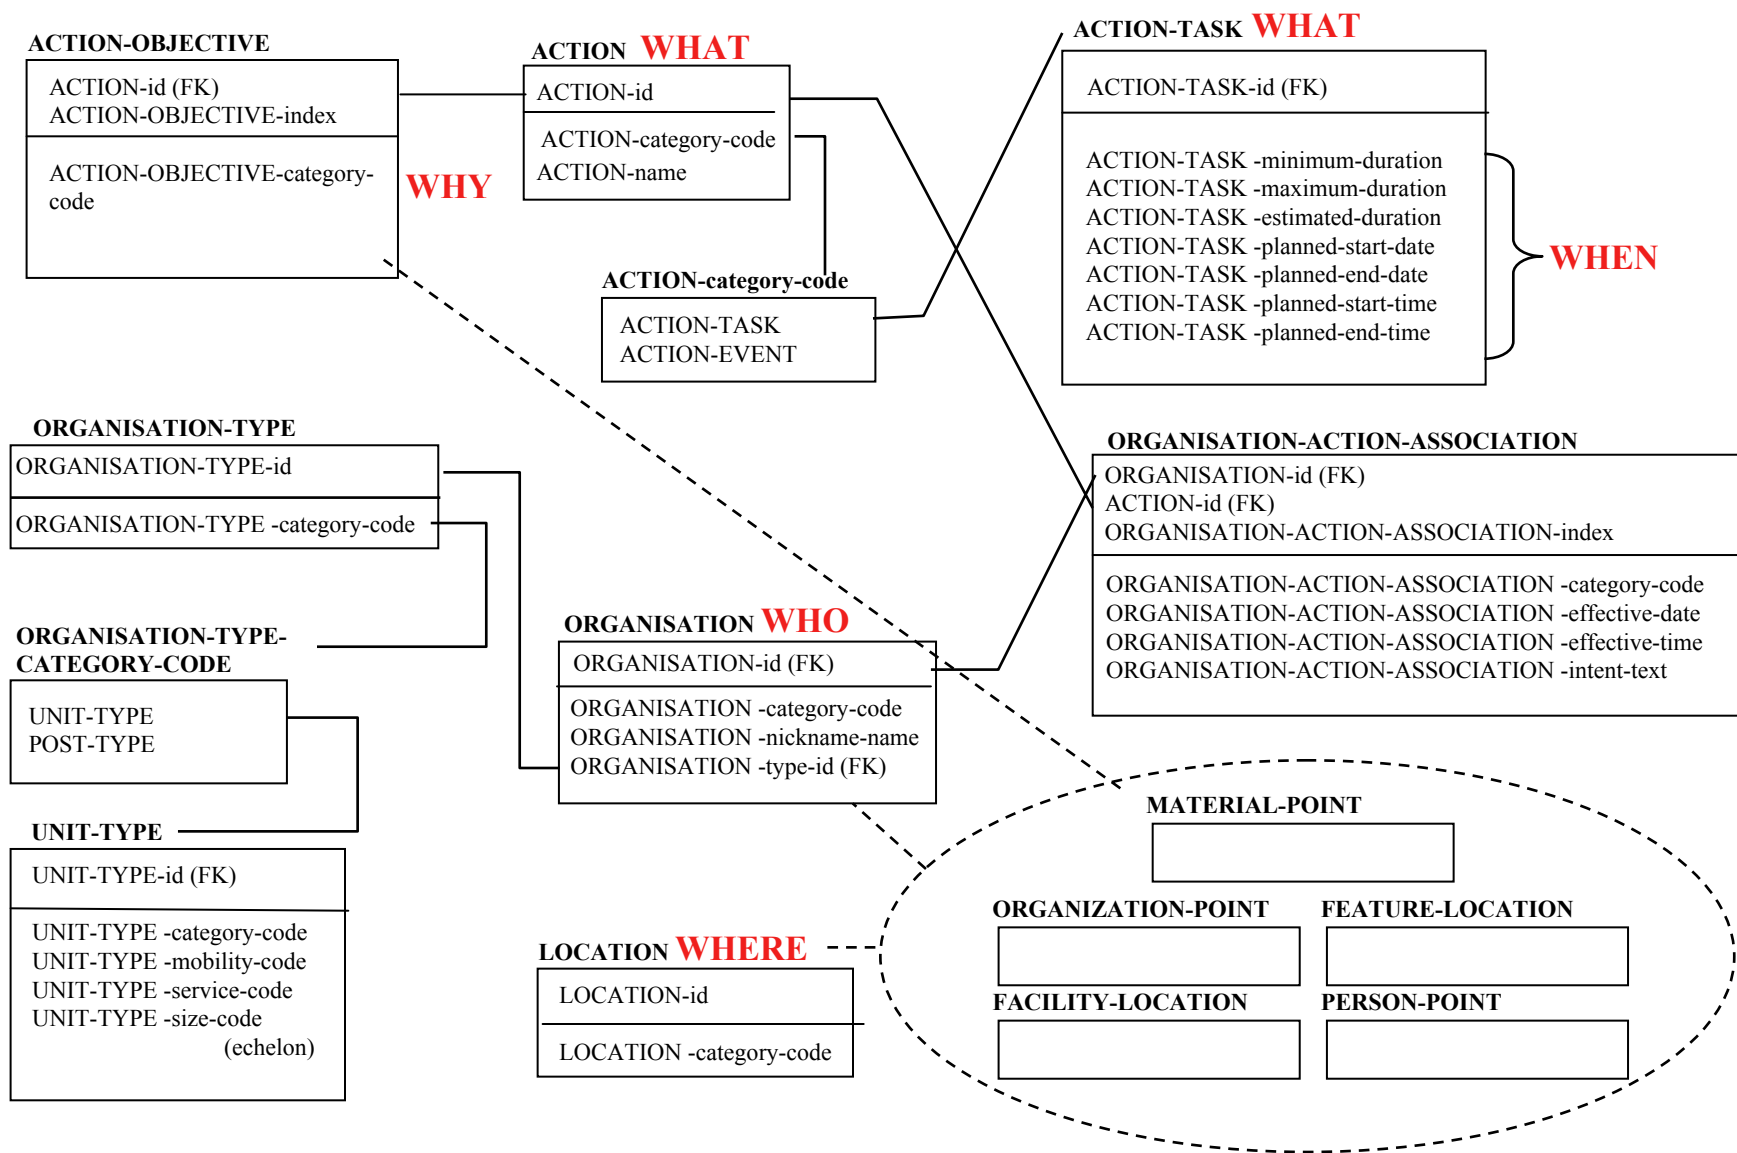 ACTION-OBJECTIVE
ACTION-id (FK)
ACTION-OBJECTIVE-index
ACTION-OBJECTIVE-category-
code
WHY
ACTION WHAT
ACTION-id
ACTION-category-code
ACTION-name
ACTION-category-code
ACTION-TASK
ACTION-EVENT
ACTION-TASK WHAT
ACTION-TASK-id (FK)
ACTION-TASK -minimum-duration
ACTION-TASK -maximum-duration
ACTION-TASK -estimated-duration
ACTION-TASK -planned-start-date
ACTION-TASK -planned-end-date
ACTION-TASK -planned-start-time
ACTION-TASK -planned-end-time
WHEN
ORGANISATION-TYPE
ORGANISATION-TYPE-id
ORGANISATION-TYPE -category-code
ORGANISATION-TYPE-
CATEGORY-CODE
UNIT-TYPE
POST-TYPE
UNIT-TYPE
UNIT-TYPE-id (FK)
UNIT-TYPE -category-code
UNIT-TYPE -mobility-code
UNIT-TYPE -service-code
UNIT-TYPE -size-code
(echelon)
ORGANISATION WHO
ORGANISATION-id (FK)
ORGANISATION -category-code
ORGANISATION -nickname-name
ORGANISATION -type-id (FK)
ORGANISATION-ACTION-ASSOCIATION
ORGANISATION-id (FK)
ACTION-id (FK)
ORGANISATION-ACTION-ASSOCIATION-index
ORGANISATION-ACTION-ASSOCIATION -category-code
ORGANISATION-ACTION-ASSOCIATION -effective-date
ORGANISATION-ACTION-ASSOCIATION -effective-time
ORGANISATION-ACTION-ASSOCIATION -intent-text
LOCATION WHERE
LOCATION-id
LOCATION -category-code
MATERIAL-POINT
ORGANIZATION-POINT
FEATURE-LOCATION
FACILITY-LOCATION
PERSON-POINT